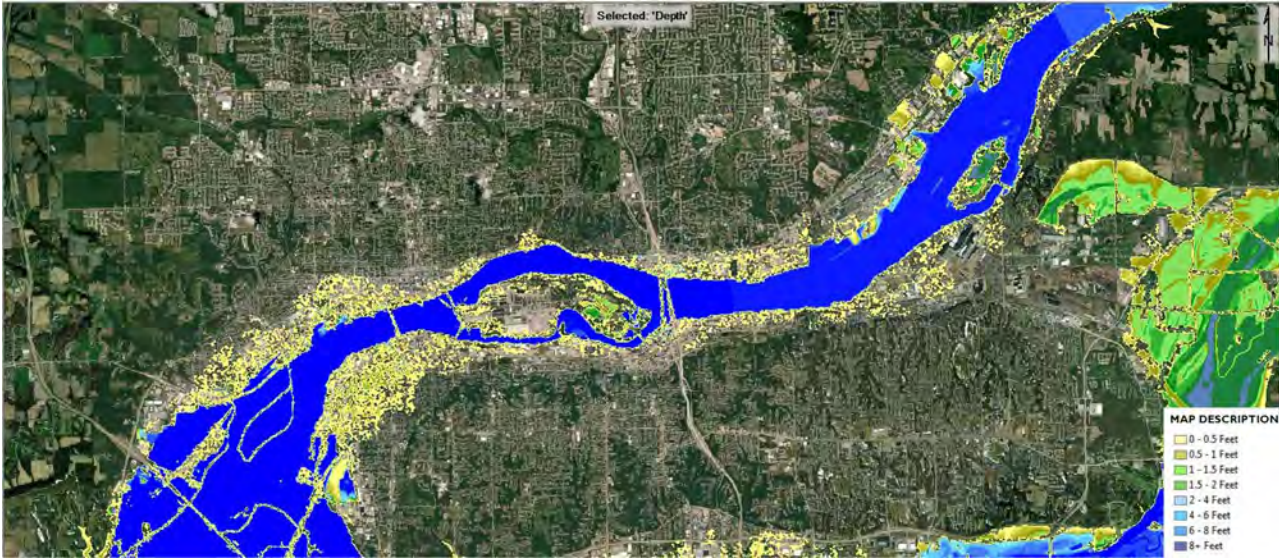 Selected: "Depth"
N
MAP DESCRIPTION
0 - 0.5 Feet
0.5 - 1 Feet
1 - 1.5 Feet
1.5 - 2 Feet
2 - 4 Feet
4 - 6 Feet
6 - 8 Feet
8+ Feet